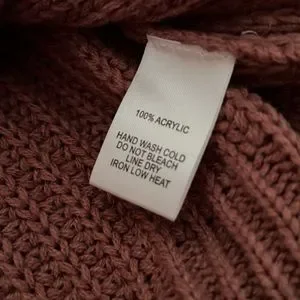 100% ACRYLIC
HAND WASH COLD
DO NOT BLEACH
LINE DRY
IRON LOW HEAT